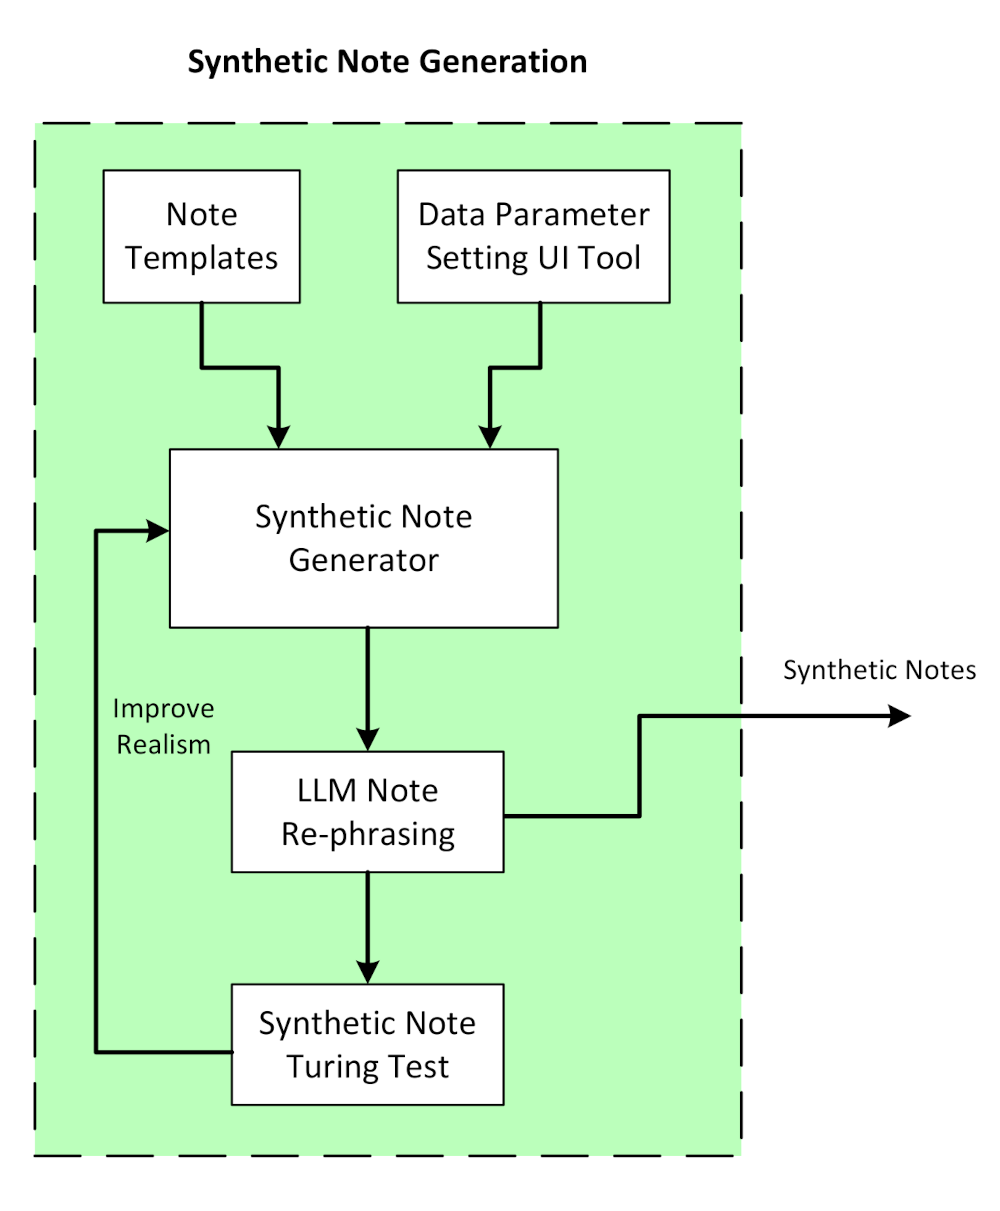 Synthetic Note Generation
Note
Templates
Data Parameter
Setting UI Tool
Synthetic Note
Generator
Synthetic Notes
Improve
Realism
LLM Note
Re-phrasing
Synthetic Note
Turing Test